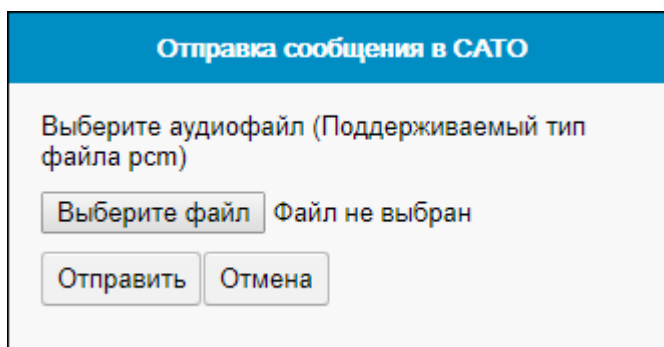 Отправка сообщения в САТО
Выберите аудиофайл (Поддерживаемый тип
файла pcm)
Выберите файл Файл не выбран
Отправить Отмена